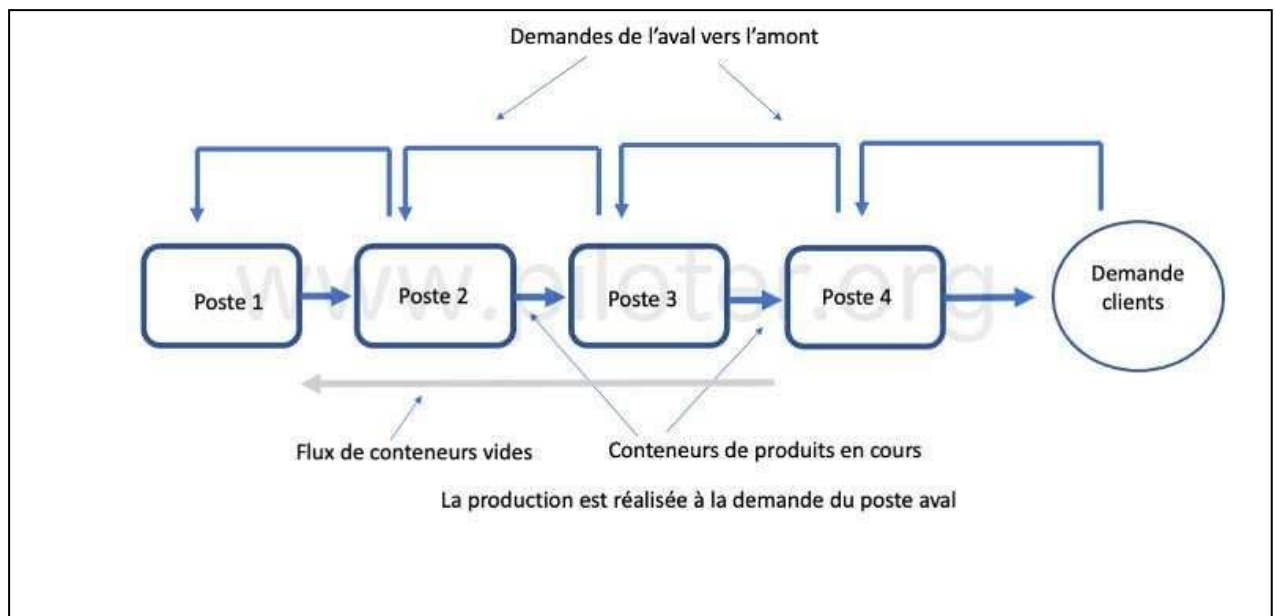 Demandes de l'aval vers l'amont
www.piloter.org
Poste 1
Poste 2
Poste 3
Poste 4
Demande
clients
Flux de conteneurs vides
Conteneurs de produits en cours
La production est réalisée à la demande du poste aval